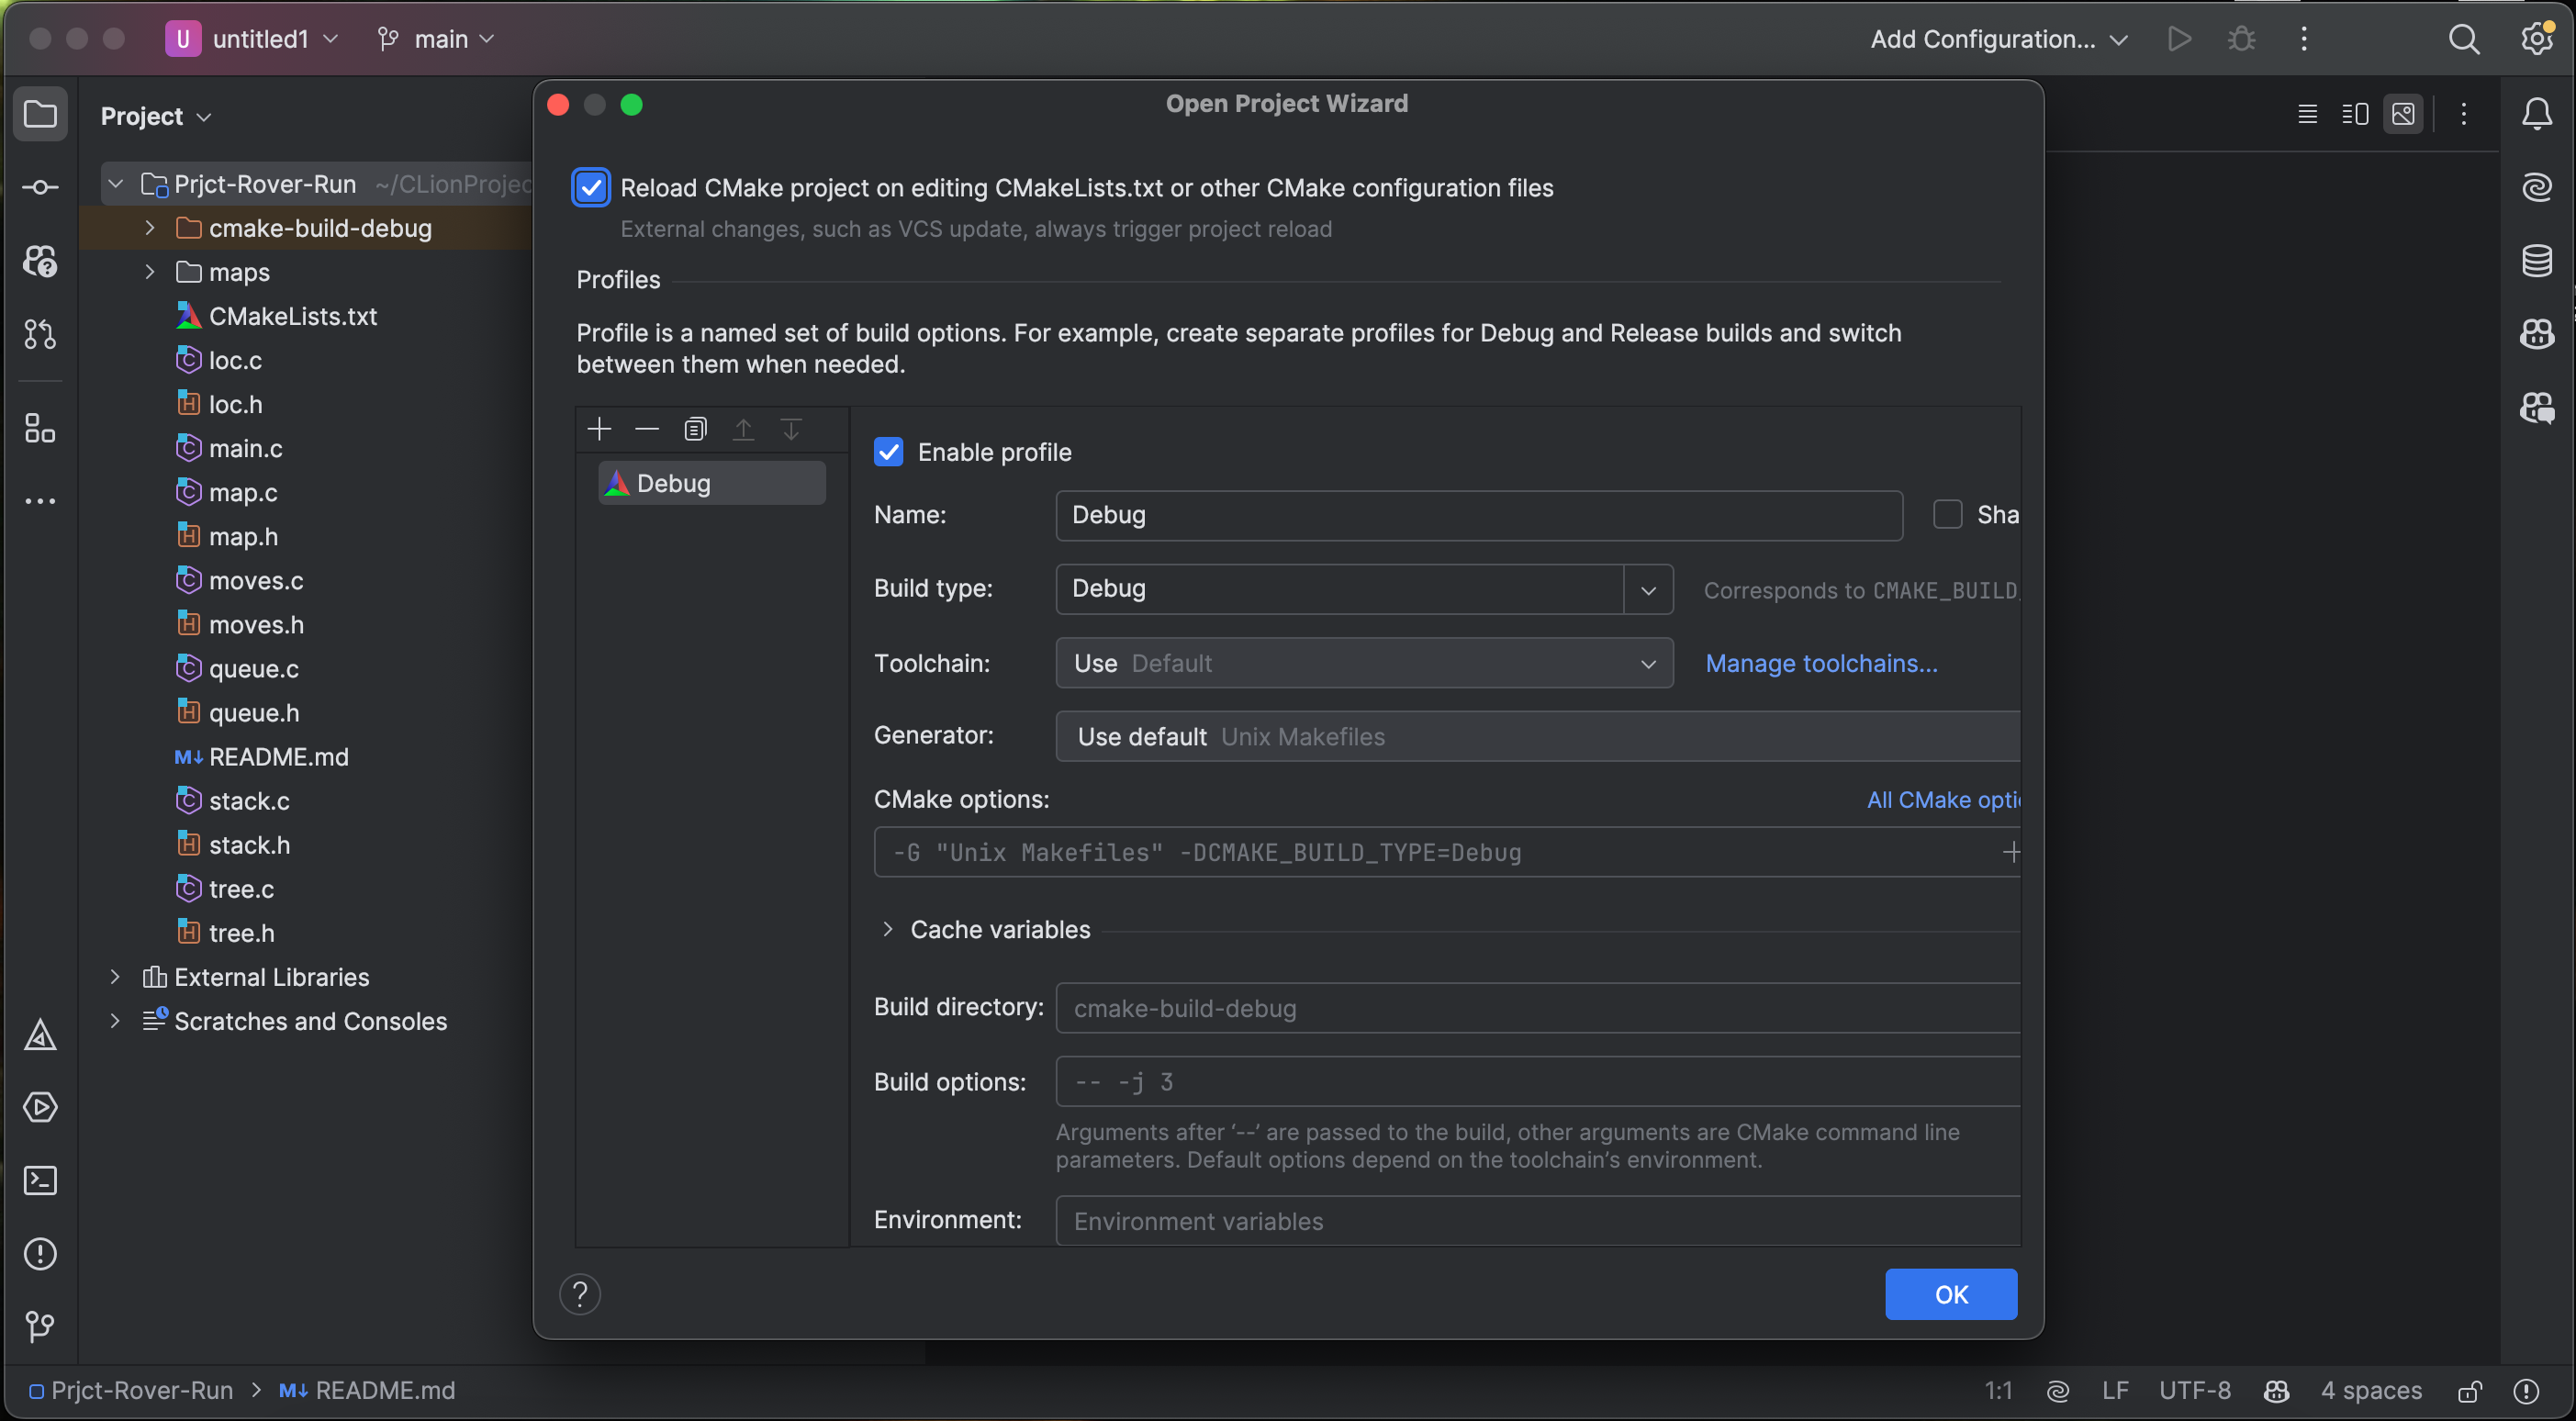 U untitled1 main Add Configuration...
Project
Prjct-Rover-Run ~/CLionProjec
cmake-build-debug
maps
CMakeLists.txt
loc.c
loc.h
main.c
map.c
map.h
moves.c
moves.h
queue.c
queue.h
M↓ README.md
stack.c
stack.h
tree.c
tree.h
External Libraries
Scratches and Consoles
Open Project Wizard
Reload CMake project on editing CMakeLists.txt or other CMake configuration files
External changes, such as VCS update, always trigger project reload
Profiles
Profile is a named set of build options. For example, create separate profiles for Debug and Release builds and switch
between them when needed.
Debug
Enable profile
Name: Debug Sha
Build type: Debug Corresponds to CMAKE_BUILD_
Toolchain: Use Default Manage toolchains...
Generator: Use default Unix Makefiles
CMake options: All CMake optio
-G "Unix Makefiles" -DCMAKE_BUILD_TYPE=Debug
Cache variables
Build directory: cmake-build-debug
Build options: -- -j 3
Arguments after ‘--’ are passed to the build, other arguments are CMake command line
parameters. Default options depend on the toolchain’s environment.
Environment: Environment variables
? OK
Prjct-Rover-Run > M↓ README.md 1:1 LF UTF-8 4 spaces